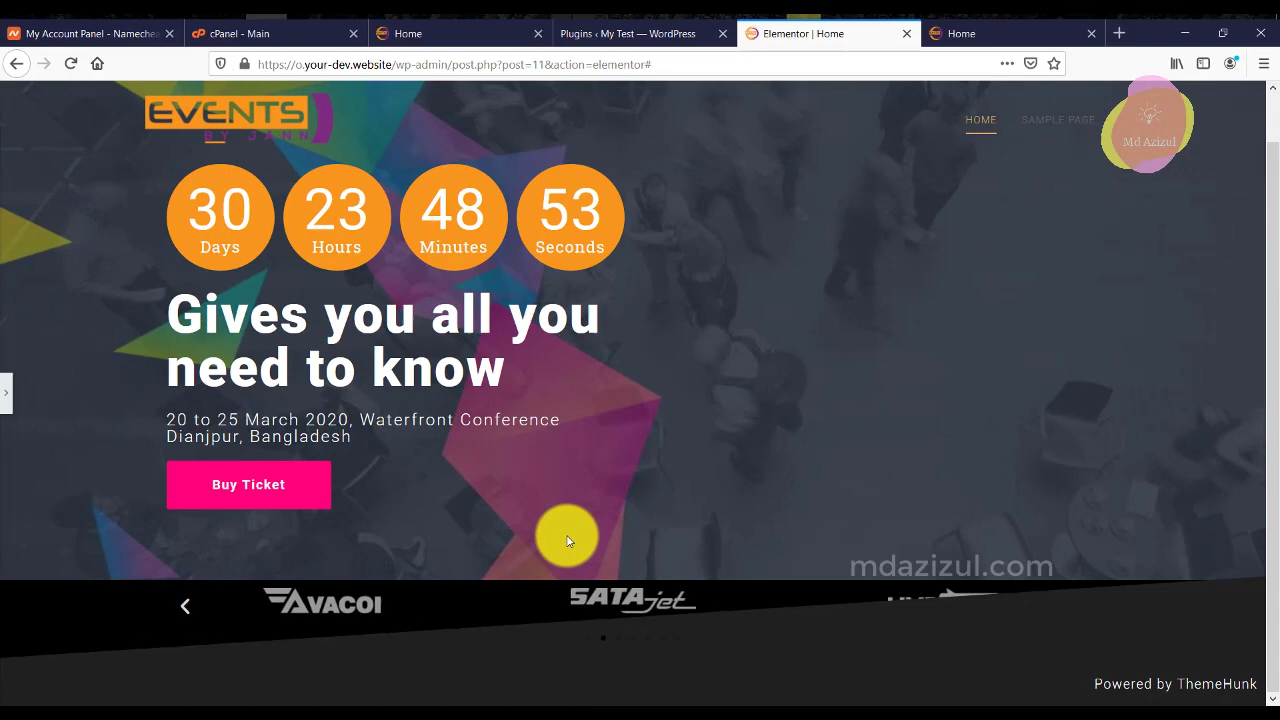 My Account Panel - Namechea
cPanel - Main
Home
Plugins ‹ My Test — WordPress
Elementor | Home
Home
https://o.your-dev.website/wp-admin/post.php?post=11&action=elementor#
EVENTS
BY JANN
HOME
SAMPLE PAGE
Md Azizul
30
23
48
53
Days
Hours
Minutes
Seconds
Gives you all you
need to know
20 to 25 March 2020, Waterfront Conference
Dianjpur, Bangladesh
Buy Ticket
mdazizul.com
AVACOI
SATAjet
Powered by ThemeHunk